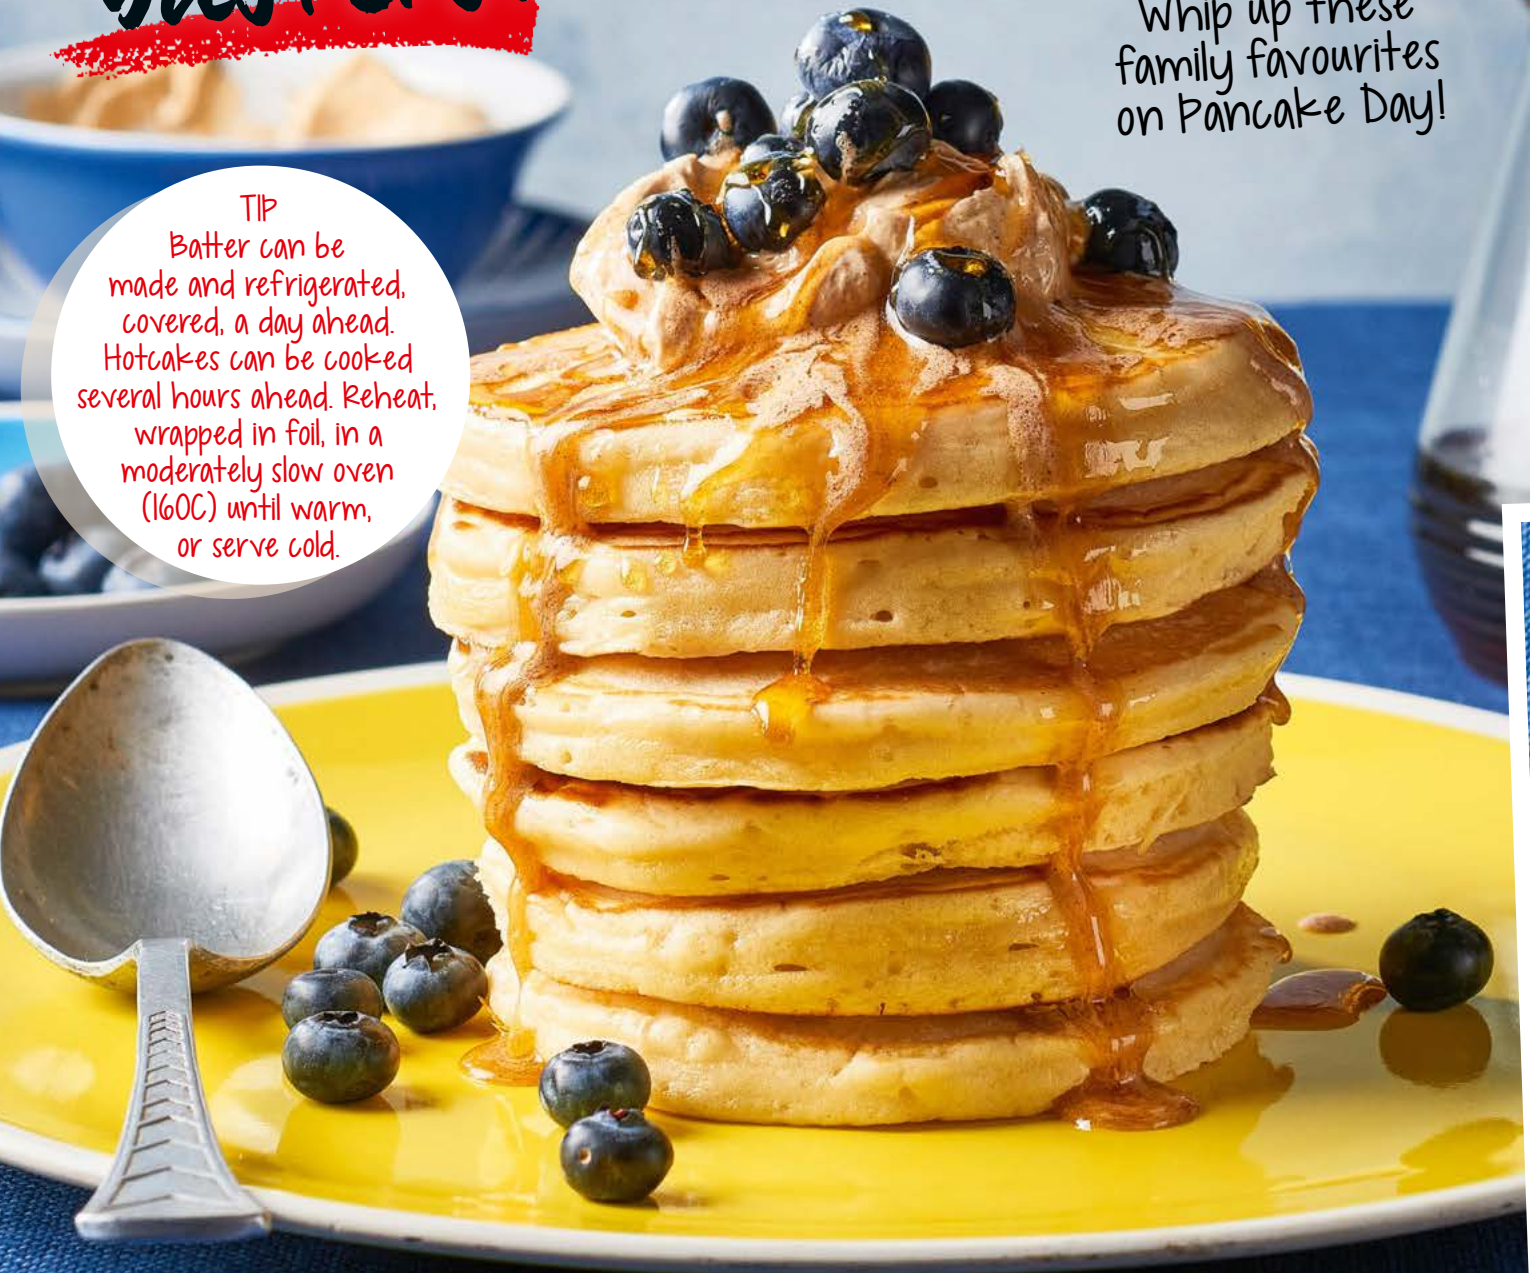 Whip up these
family favourites
on Pancake Day!
TIP
Batter can be
made and refrigerated,
covered, a day ahead.
Hotcakes can be cooked
several hours ahead. Reheat,
wrapped in foil, in a
moderately slow oven
(160C) until warm,
or serve cold.